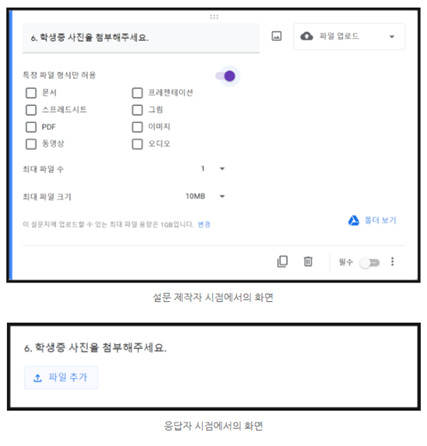 6. 학생증 사진을 첨부해주세요.
파일 업로드
특정 파일 형식만 허용
문서
프레젠테이션
스프레드시트
그림
PDF
이미지
동영상
오디오
최대 파일 수
1
최대 파일 크기
10MB
이 설문지에 업로드할 수 있는 최대 파일 용량은 1GB입니다. 변경
폴더 보기
필수
설문 제작자 시점에서의 화면
6. 학생증 사진을 첨부해주세요.
파일 추가
응답자 시점에서의 화면